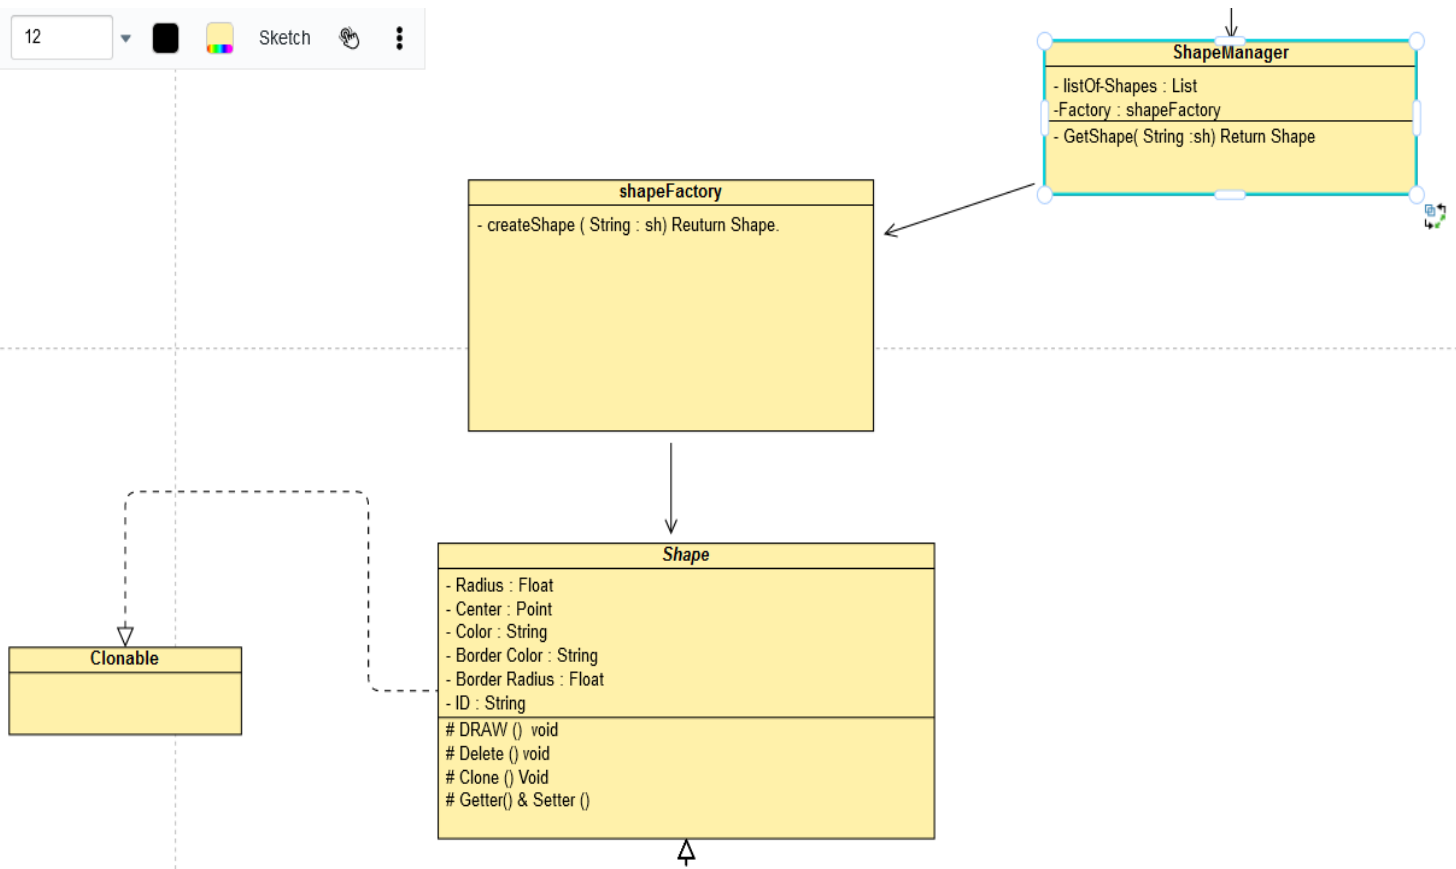 12
Sketch
ShapeManager
- listOf-Shapes : List
-Factory : shapeFactory
- GetShape( String :sh) Return Shape
shapeFactory
- createShape ( String : sh) Reuturn Shape.
Shape
- Radius : Float
- Center : Point
- Color : String
- Border Color : String
- Border Radius : Float
- ID : String
# DRAW () void
# Delete () void
# Clone () Void
# Getter() & Setter ()
Clonable